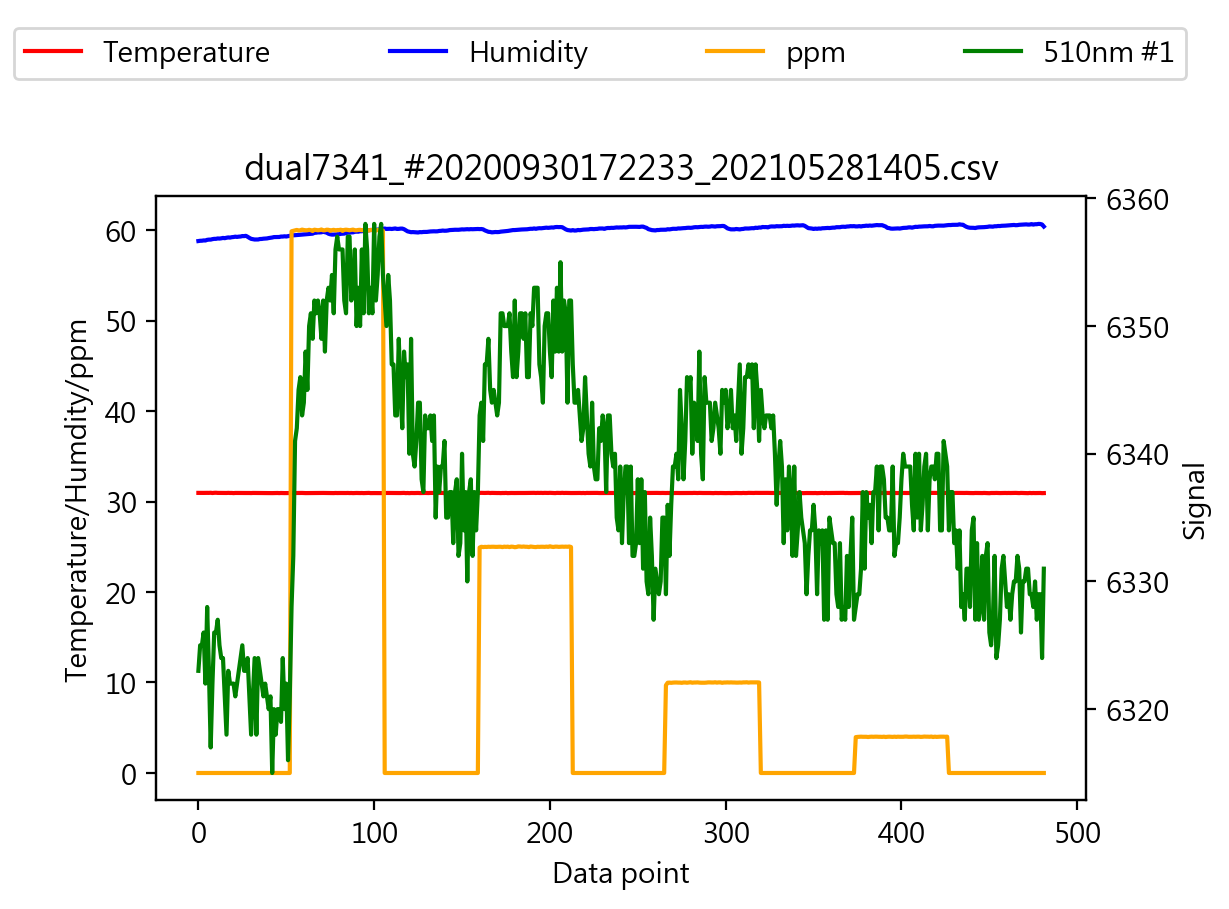 Temperature Humidity ppm 510nm #1
dual7341_#20200930172233_202105281405.csv
Temperature/Humdity/ppm
60
50
40
30
20
10
0
6360
6350
6340
6330
6320
Signal
0 100 200 300 400 500
Data point